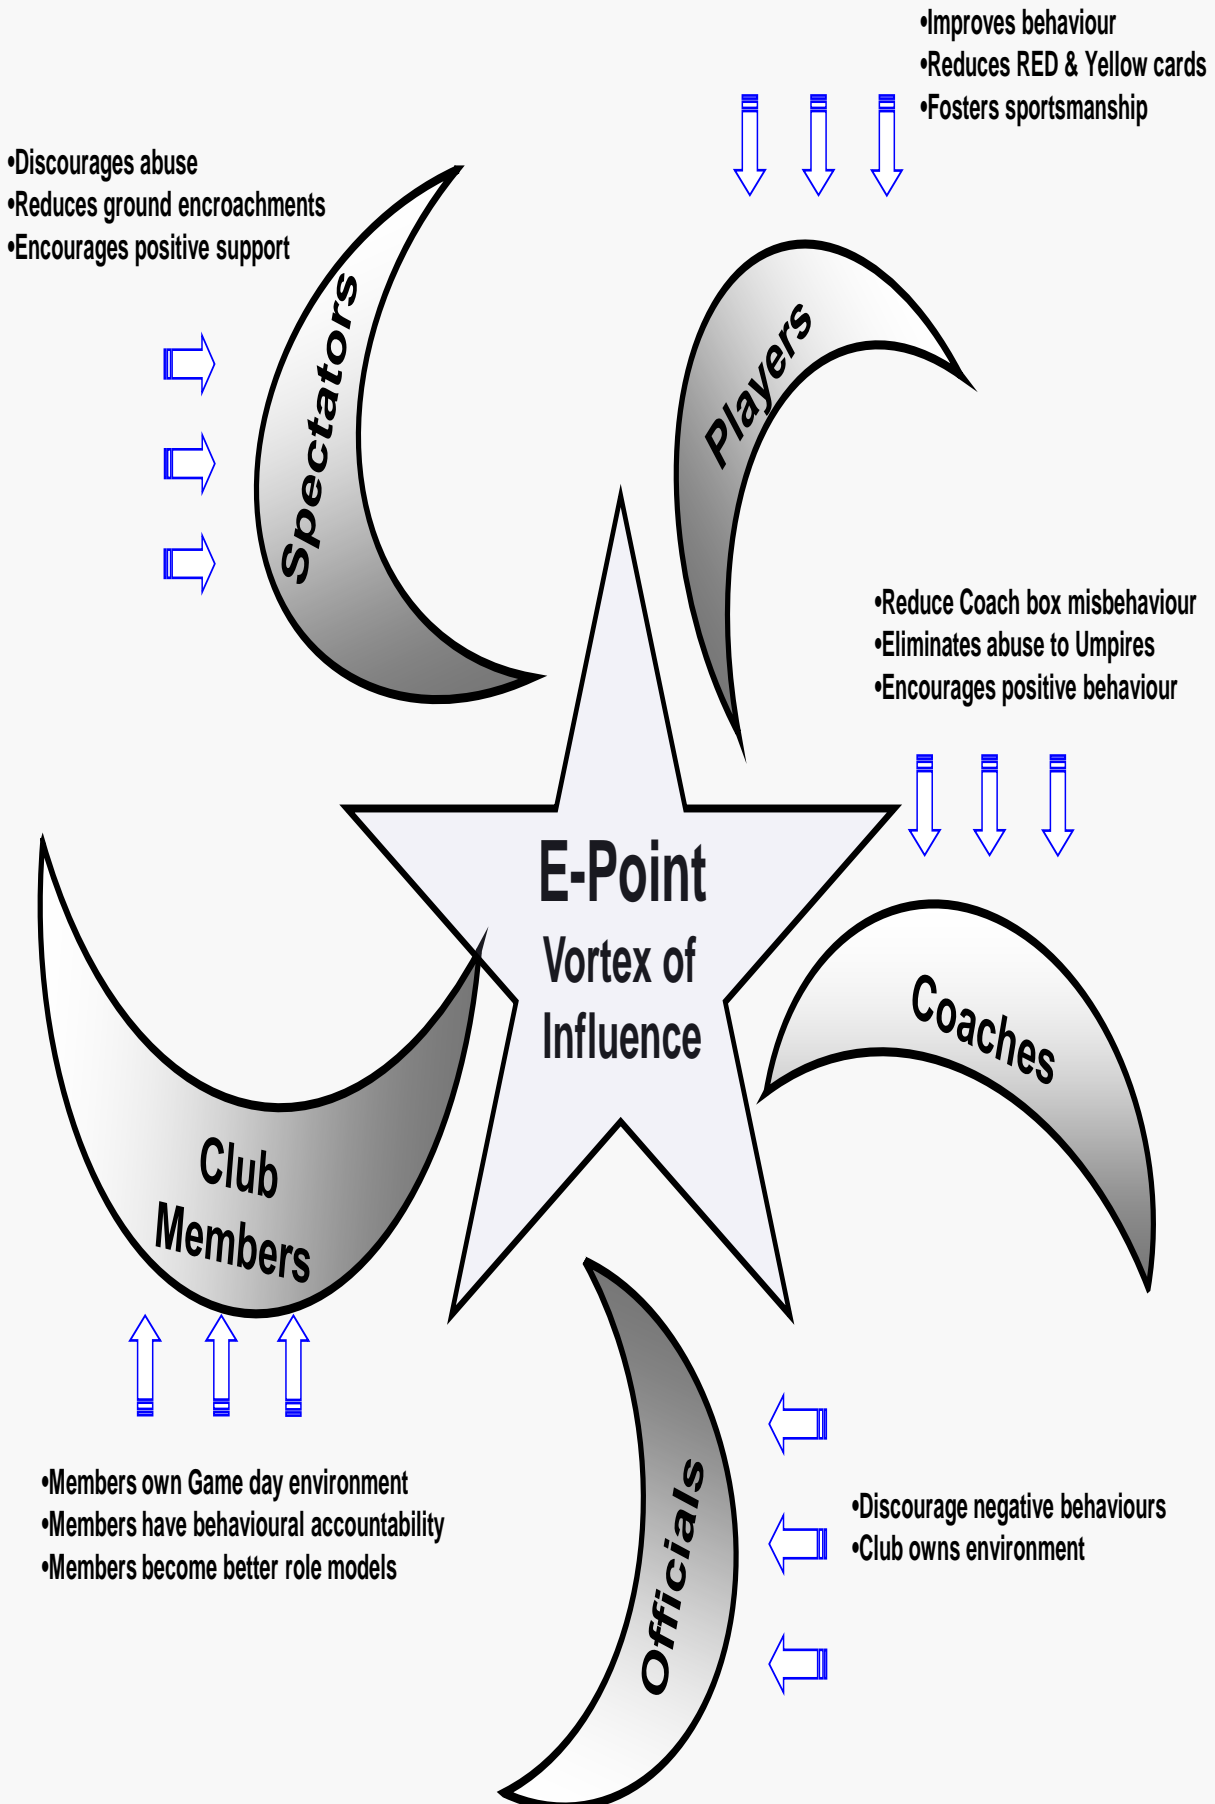 •Improves behaviour
•Reduces RED & Yellow cards
•Fosters sportsmanship
•Discourages abuse
•Reduces ground encroachments
•Encourages positive support
Spectators
Players
•Reduce Coach box misbehaviour
•Eliminates abuse to Umpires
•Encourages positive behaviour
E-Point
Vortex of
Influence
Coaches
Club
Members
•Members own Game day environment
•Members have behavioural accountability
•Members become better role models
Officials
•Discourage negative behaviours
•Club owns environment